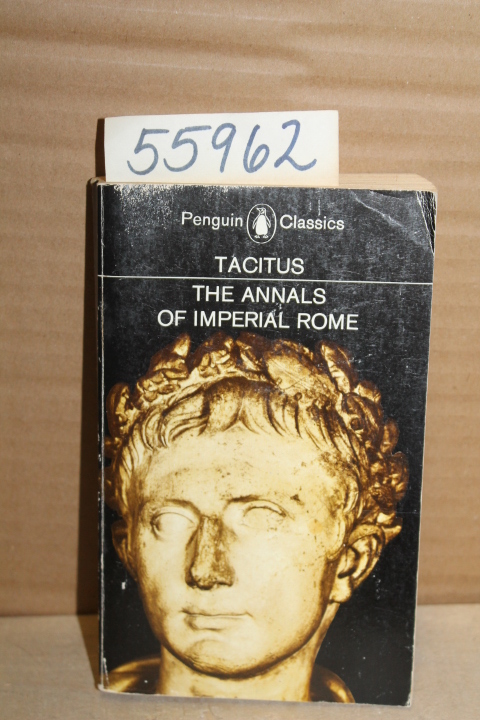 55962
Penguin Classics
TACITUS
THE ANNALS
OF IMPERIAL ROME